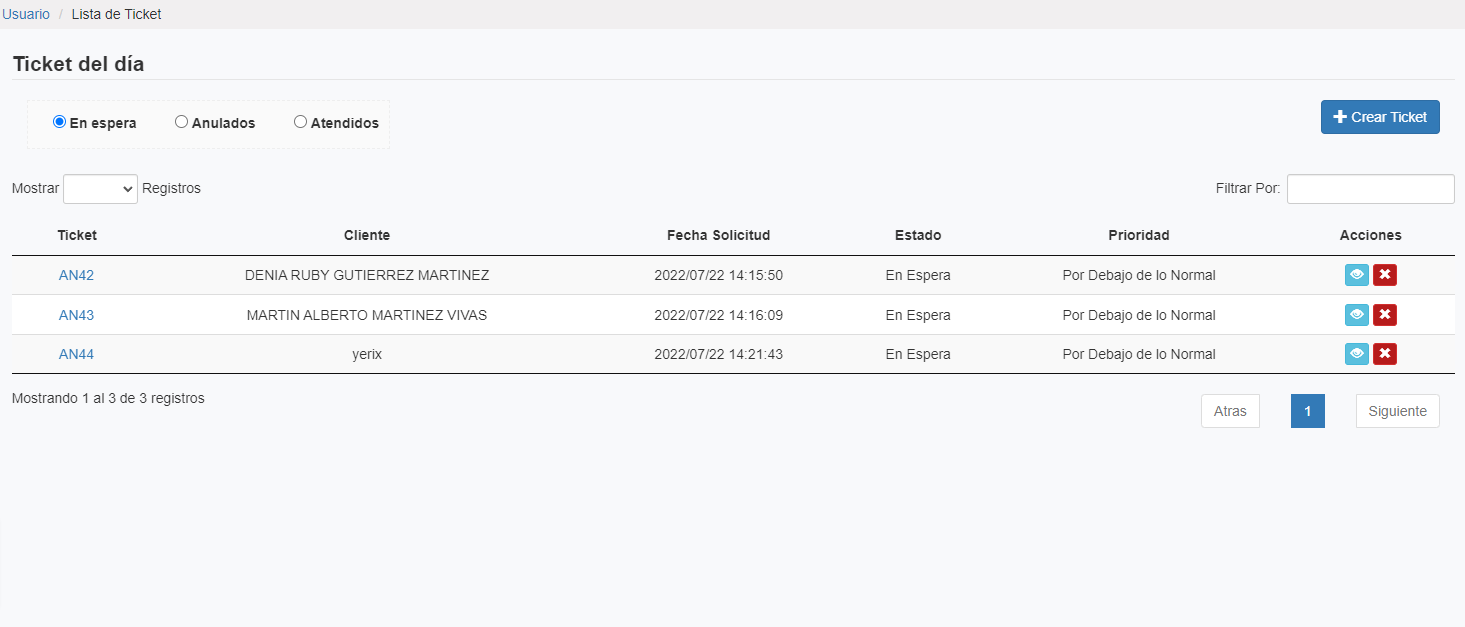 Usuario / Lista de Ticket
Ticket del día
En espera Anulados Atendidos
Crear Ticket
Mostrar Registros
Filtrar Por:
Ticket Cliente Fecha Solicitud Estado Prioridad Acciones
AN42 DENIA RUBY GUTIERREZ MARTINEZ 2022/07/22 14:15:50 En Espera Por Debajo de lo Normal
AN43 MARTIN ALBERTO MARTINEZ VIVAS 2022/07/22 14:16:09 En Espera Por Debajo de lo Normal
AN44 yerix 2022/07/22 14:21:43 En Espera Por Debajo de lo Normal
Mostrando 1 al 3 de 3 registros
Atras 1 Siguiente